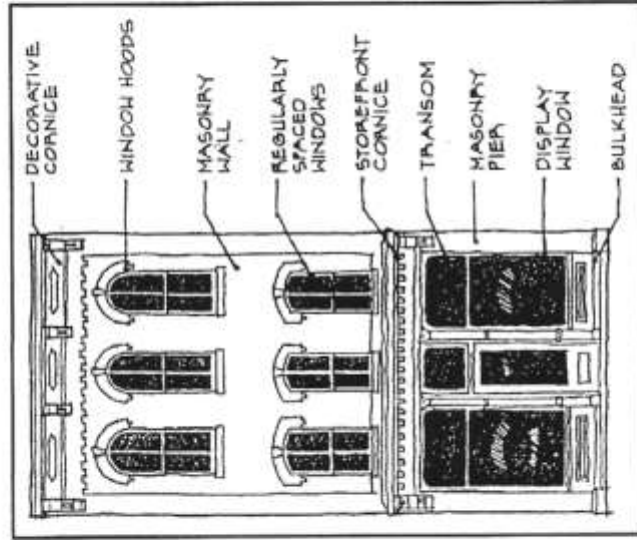 DECORATIVE
CORNICE
WINDOW HOODS
MASONRY
WALL
REGULARLY
SPACED
WINDOWS
STOREFRONT
CORNICE
TRANSOM
MASONRY
PIER
DISPLAY
WINDOW
BULKHEAD